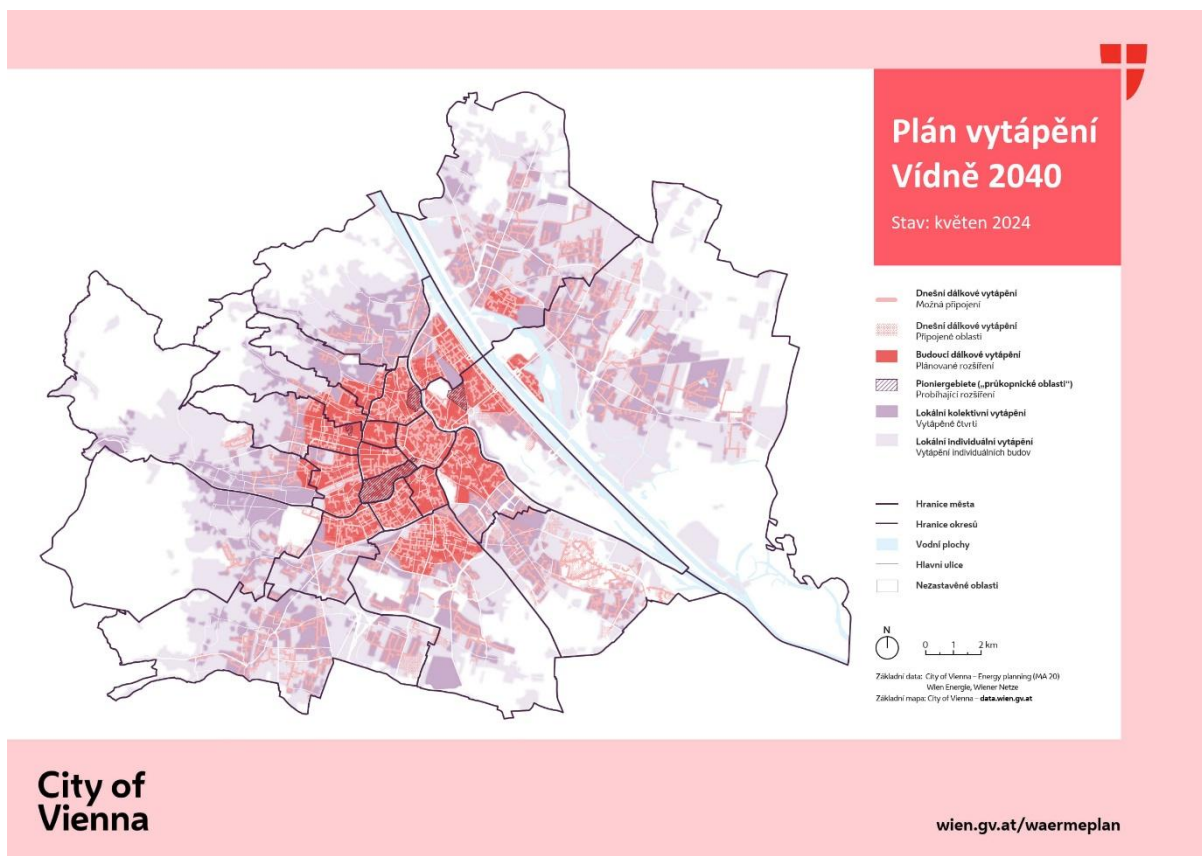 Plán vytápění
Vídně 2040
Stav: květen 2024
Dnešní dálkové vytápění
Možná připojení
Dnešní dálkové vytápění
Připojené oblasti
Budoucí dálkové vytápění
Plánované rozšíření
Pioniergebiete („průkopnické oblasti“)
Probíhající rozšíření
Lokální kolektivní vytápění
Vytápěné čtvrti
Lokální individuální vytápění
Vytápění individuálních budov
Hranice města
Hranice okresů
Vodní plochy
Hlavní ulice
Nezastavěné oblasti
N
0 1 2 km
Základní data: City of Vienna – Energy planning (MA 20)
Wien Energie, Wiener Netze
Základní mapa: City of Vienna – data.wien.gv.at
City of
Vienna
wien.gv.at/waermeplan